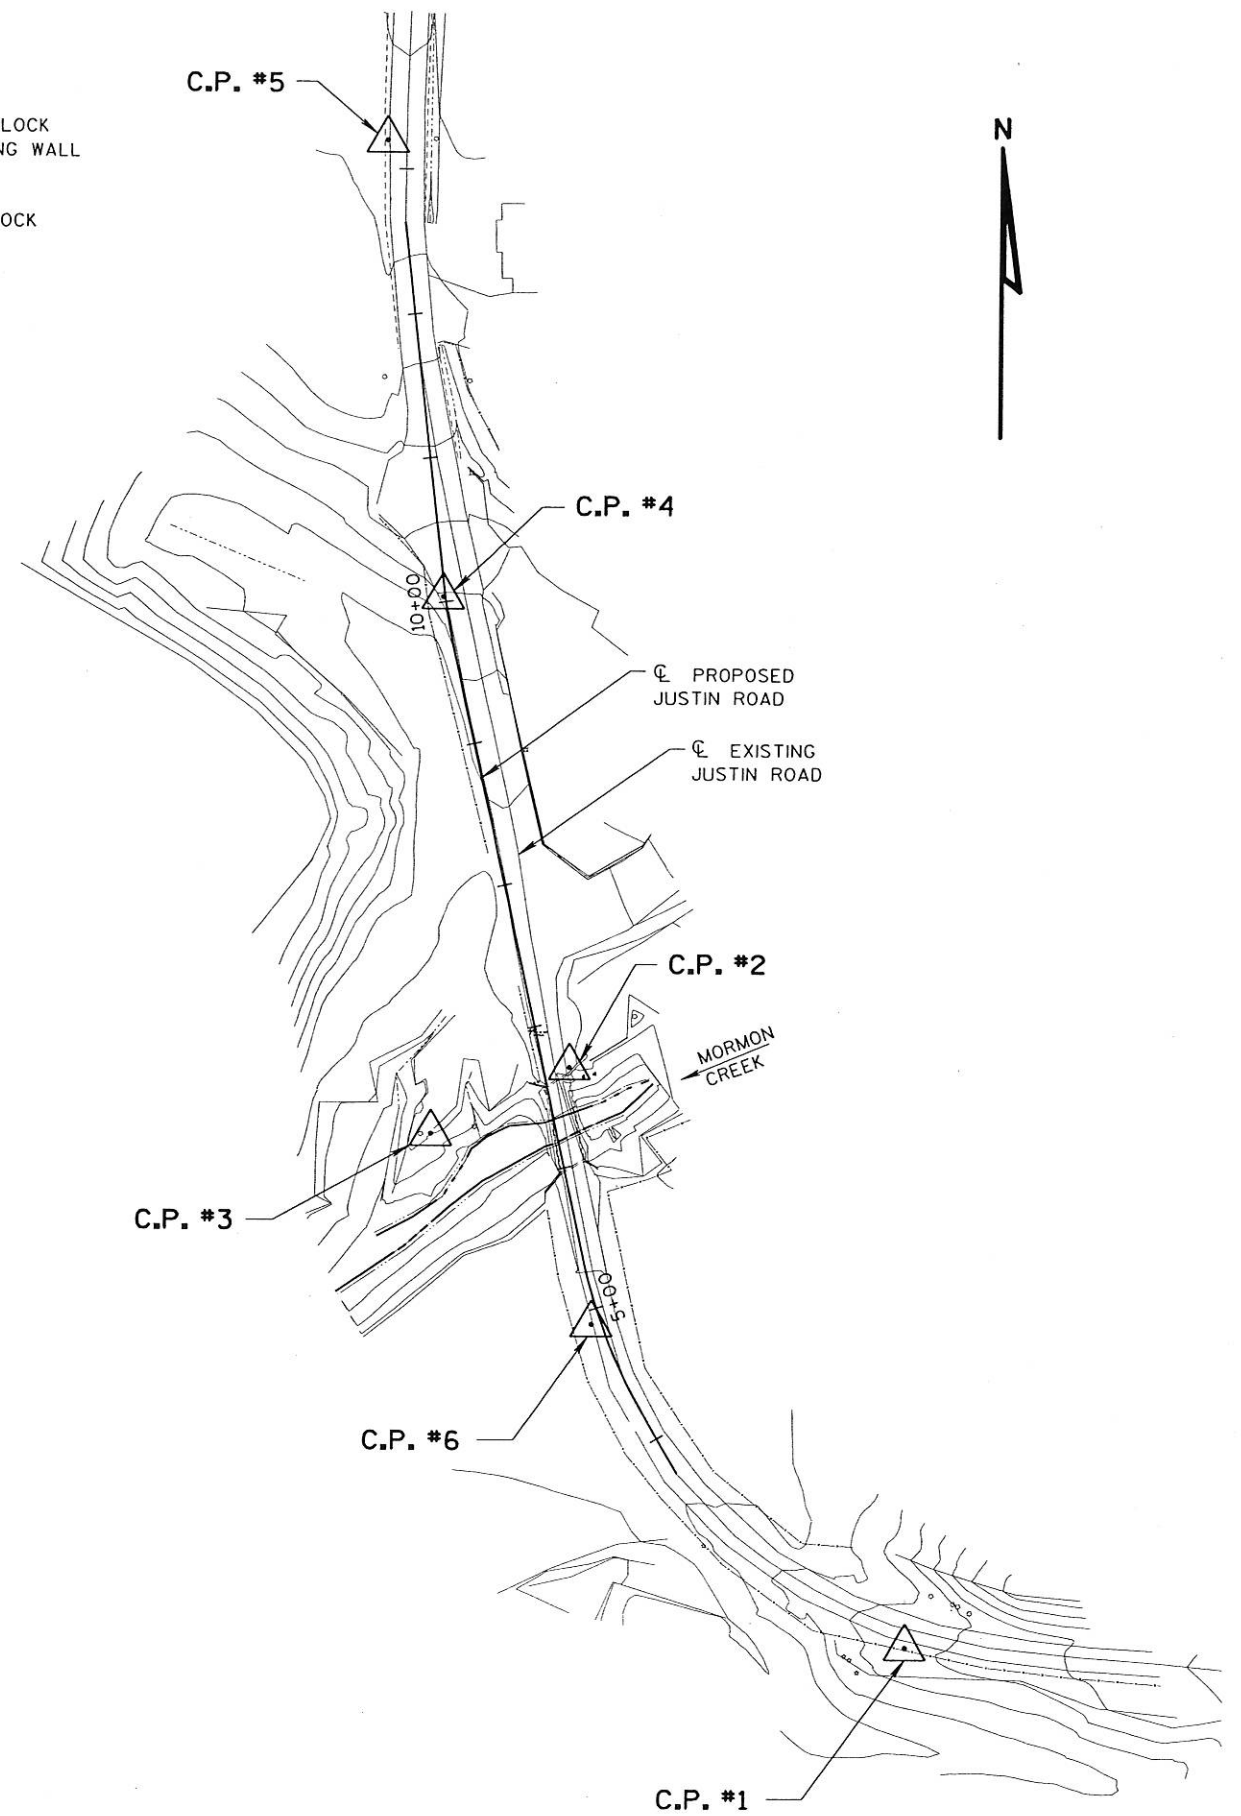 C.P. #5
LOCK
NG WALL
N
OCK
C.P. #4
10+00
℄ PROPOSED
JUSTIN ROAD
℄ EXISTING
JUSTIN ROAD
C.P. #2
MORMON
CREEK
C.P. #3
5+00
C.P. #6
C.P. #1